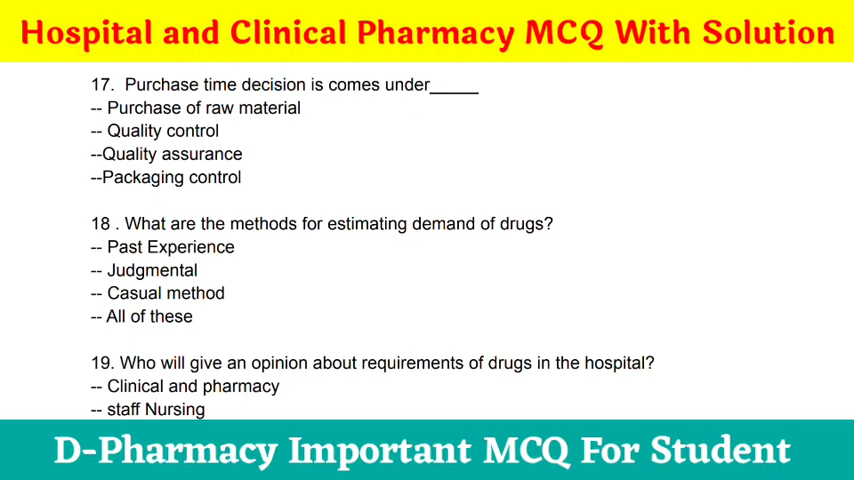 Hospital and Clinical Pharmacy MCQ With Solution
17. Purchase time decision is comes under_____
-- Purchase of raw material
-- Quality control
--Quality assurance
--Packaging control
18 . What are the methods for estimating demand of drugs?
-- Past Experience
-- Judgmental
-- Casual method
-- All of these
19. Who will give an opinion about requirements of drugs in the hospital?
-- Clinical and pharmacy
-- staff Nursing
D-Pharmacy Important MCQ For Student